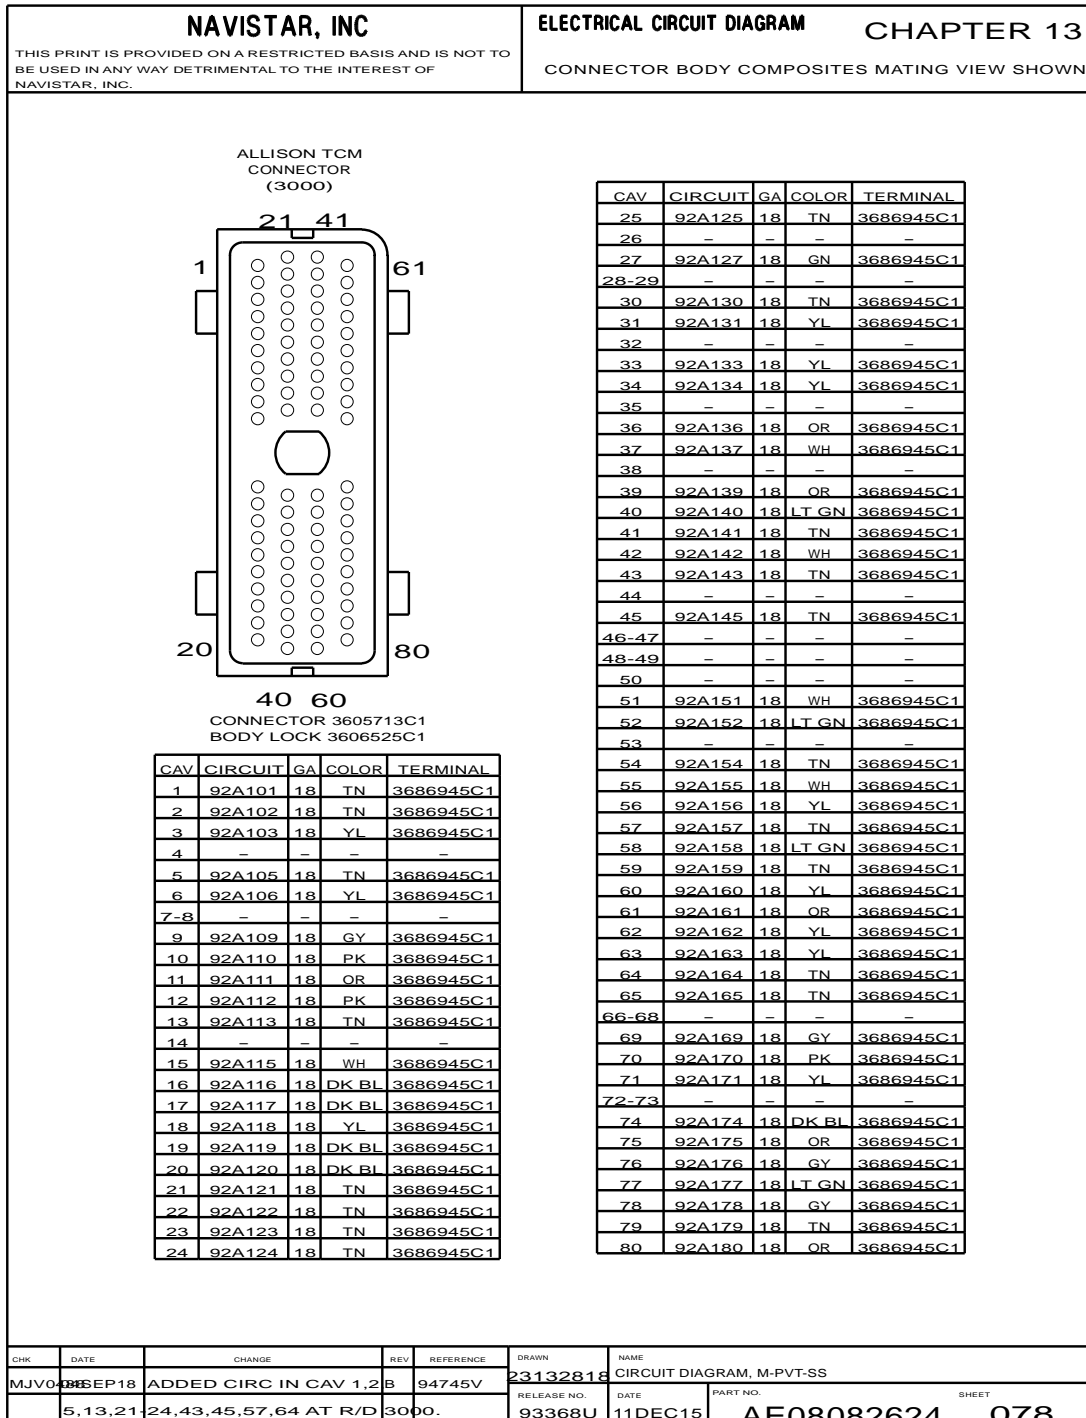 NAVISTAR, INC
THIS PRINT IS PROVIDED ON A RESTRICTED BASIS AND IS NOT TO
BE USED IN ANY WAY DETRIMENTAL TO THE INTEREST OF
NAVISTAR, INC.
ELECTRICAL CIRCUIT DIAGRAM
CHAPTER 13
CONNECTOR BODY COMPOSITES MATING VIEW SHOWN
ALLISON TCM
CONNECTOR
(3000)
21 41
1 61
20 80
40 60
CONNECTOR 3605713C1
BODY LOCK 3606525C1
CAV CIRCUIT GA COLOR TERMINAL
1 92A101 18 TN 3686945C1
2 92A102 18 TN 3686945C1
3 92A103 18 YL 3686945C1
4 – – – –
5 92A105 18 TN 3686945C1
6 92A106 18 YL 3686945C1
7-8 – – – –
9 92A109 18 GY 3686945C1
10 92A110 18 PK 3686945C1
11 92A111 18 OR 3686945C1
12 92A112 18 PK 3686945C1
13 92A113 18 TN 3686945C1
14 – – – –
15 92A115 18 WH 3686945C1
16 92A116 18 DK BL 3686945C1
17 92A117 18 DK BL 3686945C1
18 92A118 18 YL 3686945C1
19 92A119 18 DK BL 3686945C1
20 92A120 18 DK BL 3686945C1
21 92A121 18 TN 3686945C1
22 92A122 18 TN 3686945C1
23 92A123 18 TN 3686945C1
24 92A124 18 TN 3686945C1
CAV CIRCUIT GA COLOR TERMINAL
25 92A125 18 TN 3686945C1
26 – – – –
27 92A127 18 GN 3686945C1
28-29 – – – –
30 92A130 18 TN 3686945C1
31 92A131 18 YL 3686945C1
32 – – – –
33 92A133 18 YL 3686945C1
34 92A134 18 YL 3686945C1
35 – – – –
36 92A136 18 OR 3686945C1
37 92A137 18 WH 3686945C1
38 – – – –
39 92A139 18 OR 3686945C1
40 92A140 18 LT GN 3686945C1
41 92A141 18 TN 3686945C1
42 92A142 18 WH 3686945C1
43 92A143 18 TN 3686945C1
44 – – – –
45 92A145 18 TN 3686945C1
46-47 – – – –
48-49 – – – –
50 – – – –
51 92A151 18 WH 3686945C1
52 92A152 18 LT GN 3686945C1
53 – – – –
54 92A154 18 TN 3686945C1
55 92A155 18 WH 3686945C1
56 92A156 18 YL 3686945C1
57 92A157 18 TN 3686945C1
58 92A158 18 LT GN 3686945C1
59 92A159 18 TN 3686945C1
60 92A160 18 YL 3686945C1
61 92A161 18 OR 3686945C1
62 92A162 18 YL 3686945C1
63 92A163 18 YL 3686945C1
64 92A164 18 TN 3686945C1
65 92A165 18 TN 3686945C1
66-68 – – – –
69 92A169 18 GY 3686945C1
70 92A170 18 PK 3686945C1
71 92A171 18 YL 3686945C1
72-73 – – – –
74 92A174 18 DK BL 3686945C1
75 92A175 18 OR 3686945C1
76 92A176 18 GY 3686945C1
77 92A177 18 LT GN 3686945C1
78 92A178 18 GY 3686945C1
79 92A179 18 TN 3686945C1
80 92A180 18 OR 3686945C1
CHK DATE CHANGE REV REFERENCE
ADDED CIRC IN CAV 1,2 B 94745V
5,13,21-24,43,45,57,64 AT R/D 3000.
DRAWN
23132818
NAME
CIRCUIT DIAGRAM, M-PVT-SS
RELEASE NO.
93368U
DATE
11DEC15
PART NO.
AE08082624
SHEET
078